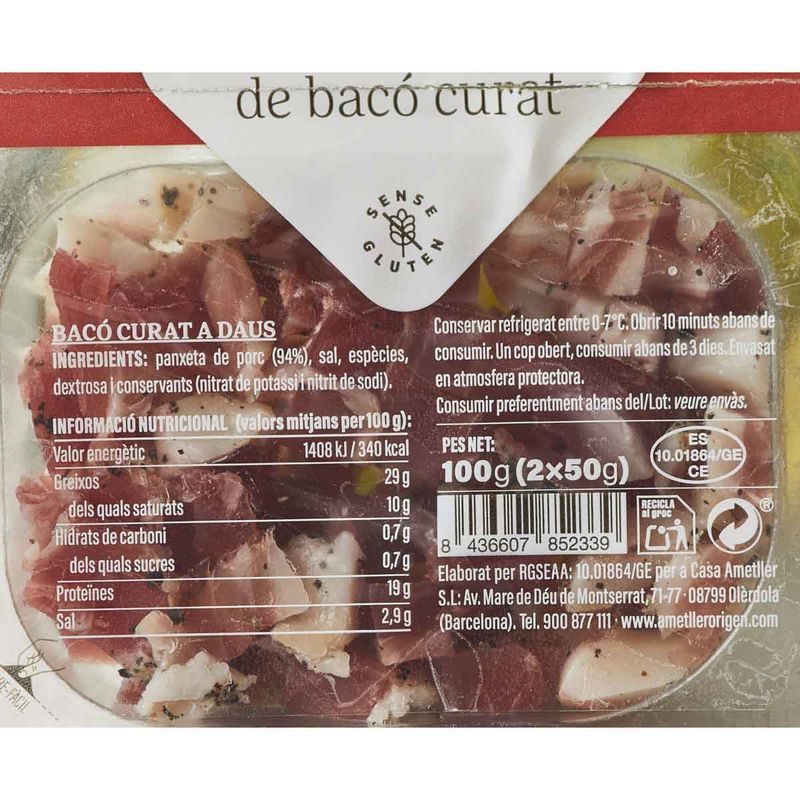 de bacó curat
SENSE
GLUTEN
BACÓ CURAT A DAUS
INGREDIENTS: panxeta de porc (94%), sal, espècies,
dextrosa i conservants (nitrat de potassi i nitrit de sodi).
INFORMACIÓ NUTRICIONAL (valors mitjans per 100 g):
Valor energètic 1408 kJ / 340 kcal
Greixos 29 g
dels quals saturats 10 g
Hidrats de carboni 0,7 g
dels quals sucres 0,7 g
Proteïnes 19 g
Sal 2,9 g
Conservar refrigerat entre 0-7°C. Obrir 10 minuts abans de
consumir. Un cop obert, consumir abans de 3 dies. Envasat
en atmosfera protectora.
Consumir preferentment abans del/Lot: veure envàs.
PES NET:
100g (2x50g)
ES
10.01864/GE
CE
8 436607 852339
RECICLA
al groc
®
Elaborat per RGSEAA: 10.01864/GE per a Casa Ametller
S.L: Av. Mare de Déu de Montserrat, 71-77 · 08799 Olèrdola
(Barcelona). Tel. 900 877 111 · www.ametllerorigen.com
RE-FÀCIL